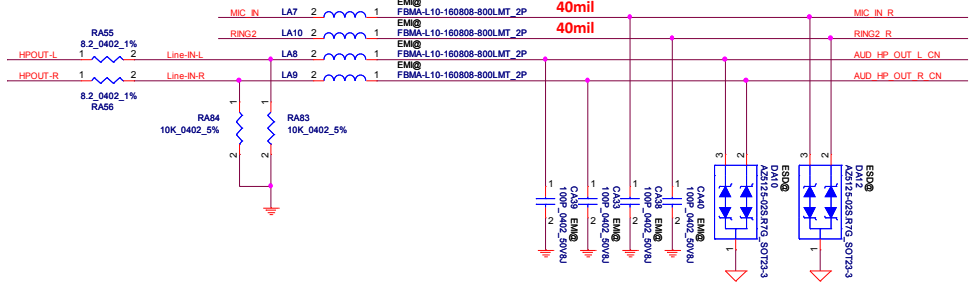 EMI@
MIC_IN LA7 2 1 FBMA-L10-160808-800LMT_2P 40mil MIC_IN_R
EMI@
RING2 LA10 2 1 FBMA-L10-160808-800LMT_2P 40mil RING2_R
RA55
8.2_0402_1%
EMI@
HPOUT-L 1 2 Line-IN-L LA8 2 1 FBMA-L10-160808-800LMT_2P AUD_HP_OUT_L_CN
EMI@
HPOUT-R 1 2 Line-IN-R LA9 2 1 FBMA-L10-160808-800LMT_2P AUD_HP_OUT_R_CN
8.2_0402_1%
RA56
1 1
RA84
10K_0402_5%
RA83
10K_0402_5%
2 2
1 2
CA39 EMI@
100P_0402_50V8J
1 2
CA33 EMI@
100P_0402_50V8J
1 2
CA38 EMI@
100P_0402_50V8J
1 2
CA40 EMI@
100P_0402_50V8J
3 2
ESD@
DA10
AZ5125-02S.R7G_SOT23-3
1
3 2
ESD@
DA12
AZ5125-02S.R7G_SOT23-3
1